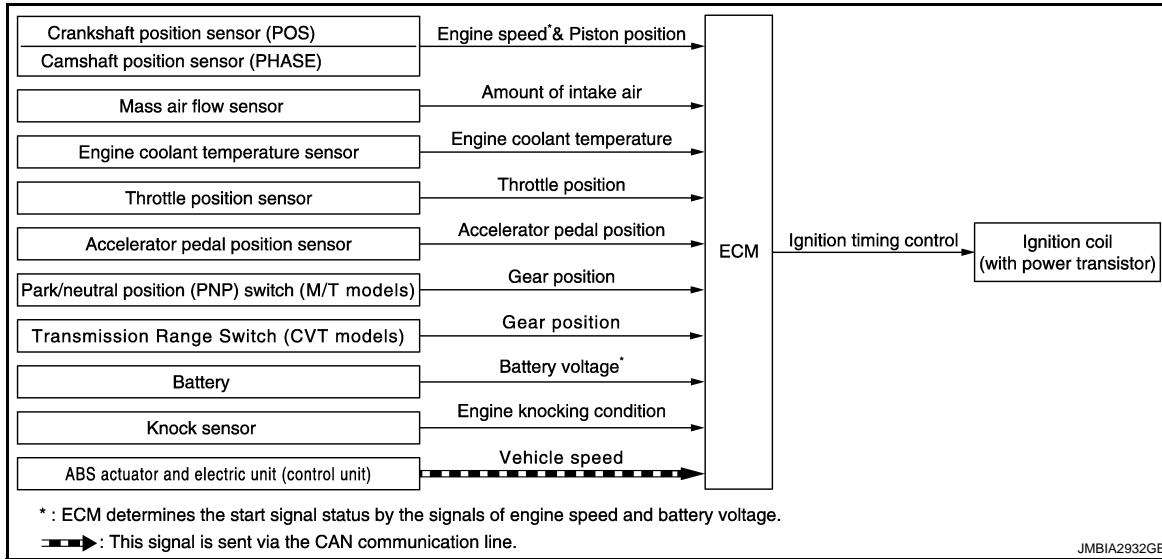 Crankshaft position sensor (POS)
Engine speed* & Piston position
Camshaft position sensor (PHASE)
Mass air flow sensor
Amount of intake air
Engine coolant temperature sensor
Engine coolant temperature
Throttle position sensor
Throttle position
Accelerator pedal position sensor
Accelerator pedal position
Park/neutral position (PNP) switch (M/T models)
Gear position
Transmission Range Switch (CVT models)
Gear position
Battery
Battery voltage*
Knock sensor
Engine knocking condition
ABS actuator and electric unit (control unit)
Vehicle speed
ECM
Ignition timing control
Ignition coil
(with power transistor)
* : ECM determines the start signal status by the signals of engine speed and battery voltage.
: This signal is sent via the CAN communication line.
JMBIA2932GB